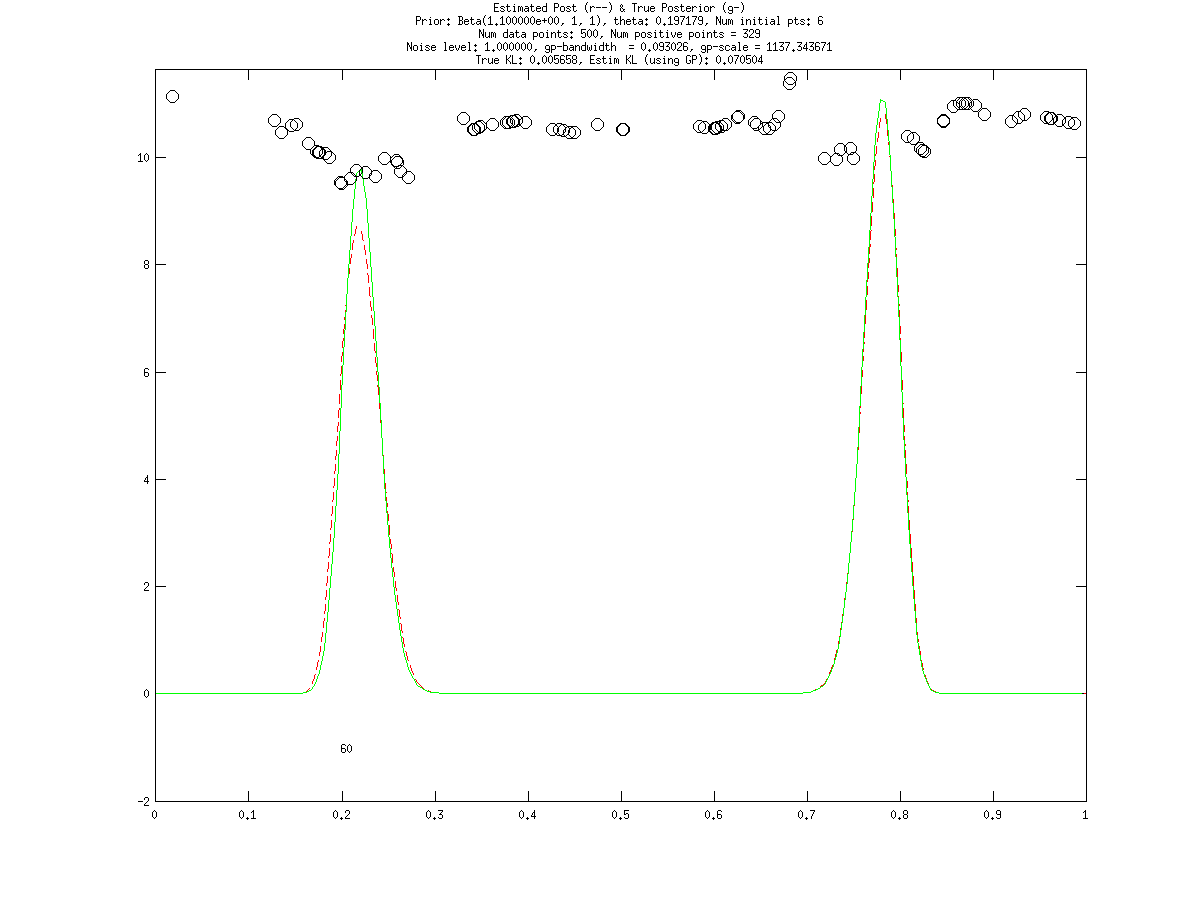 Estimated Post (r--) & True Posterior (g-)
Prior: Beta(1.100000e+00, 1, 1), theta: 0.197179, Num initial pts: 6
Num data points: 500, Num positive points = 329
Noise level: 1.000000, gp-bandwidth  = 0.093026, gp-scale = 1137.343671
True KL: 0.005658, Estim KL (using GP): 0.070504
10
8
6
4
2
0
60
-2
0 0.1 0.2 0.3 0.4 0.5 0.6 0.7 0.8 0.9 1